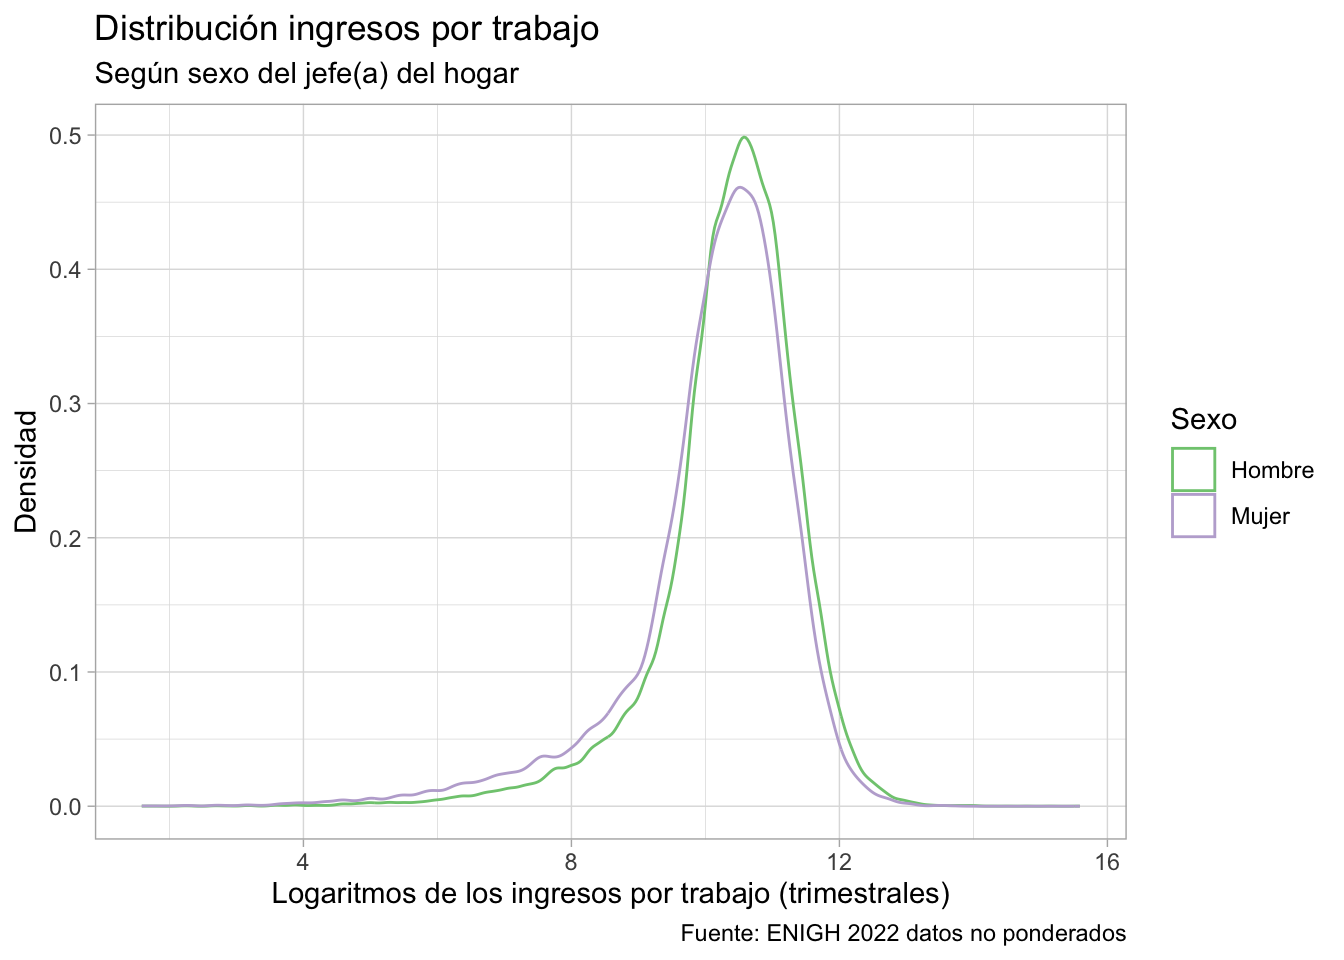 Distribución ingresos por trabajo
Según sexo del jefe(a) del hogar
0.5
0.4
0.3
0.2
0.1
0.0
Densidad
4 8 12 16
Logaritmos de los ingresos por trabajo (trimestrales)
Sexo
Hombre
Mujer
Fuente: ENIGH 2022 datos no ponderados